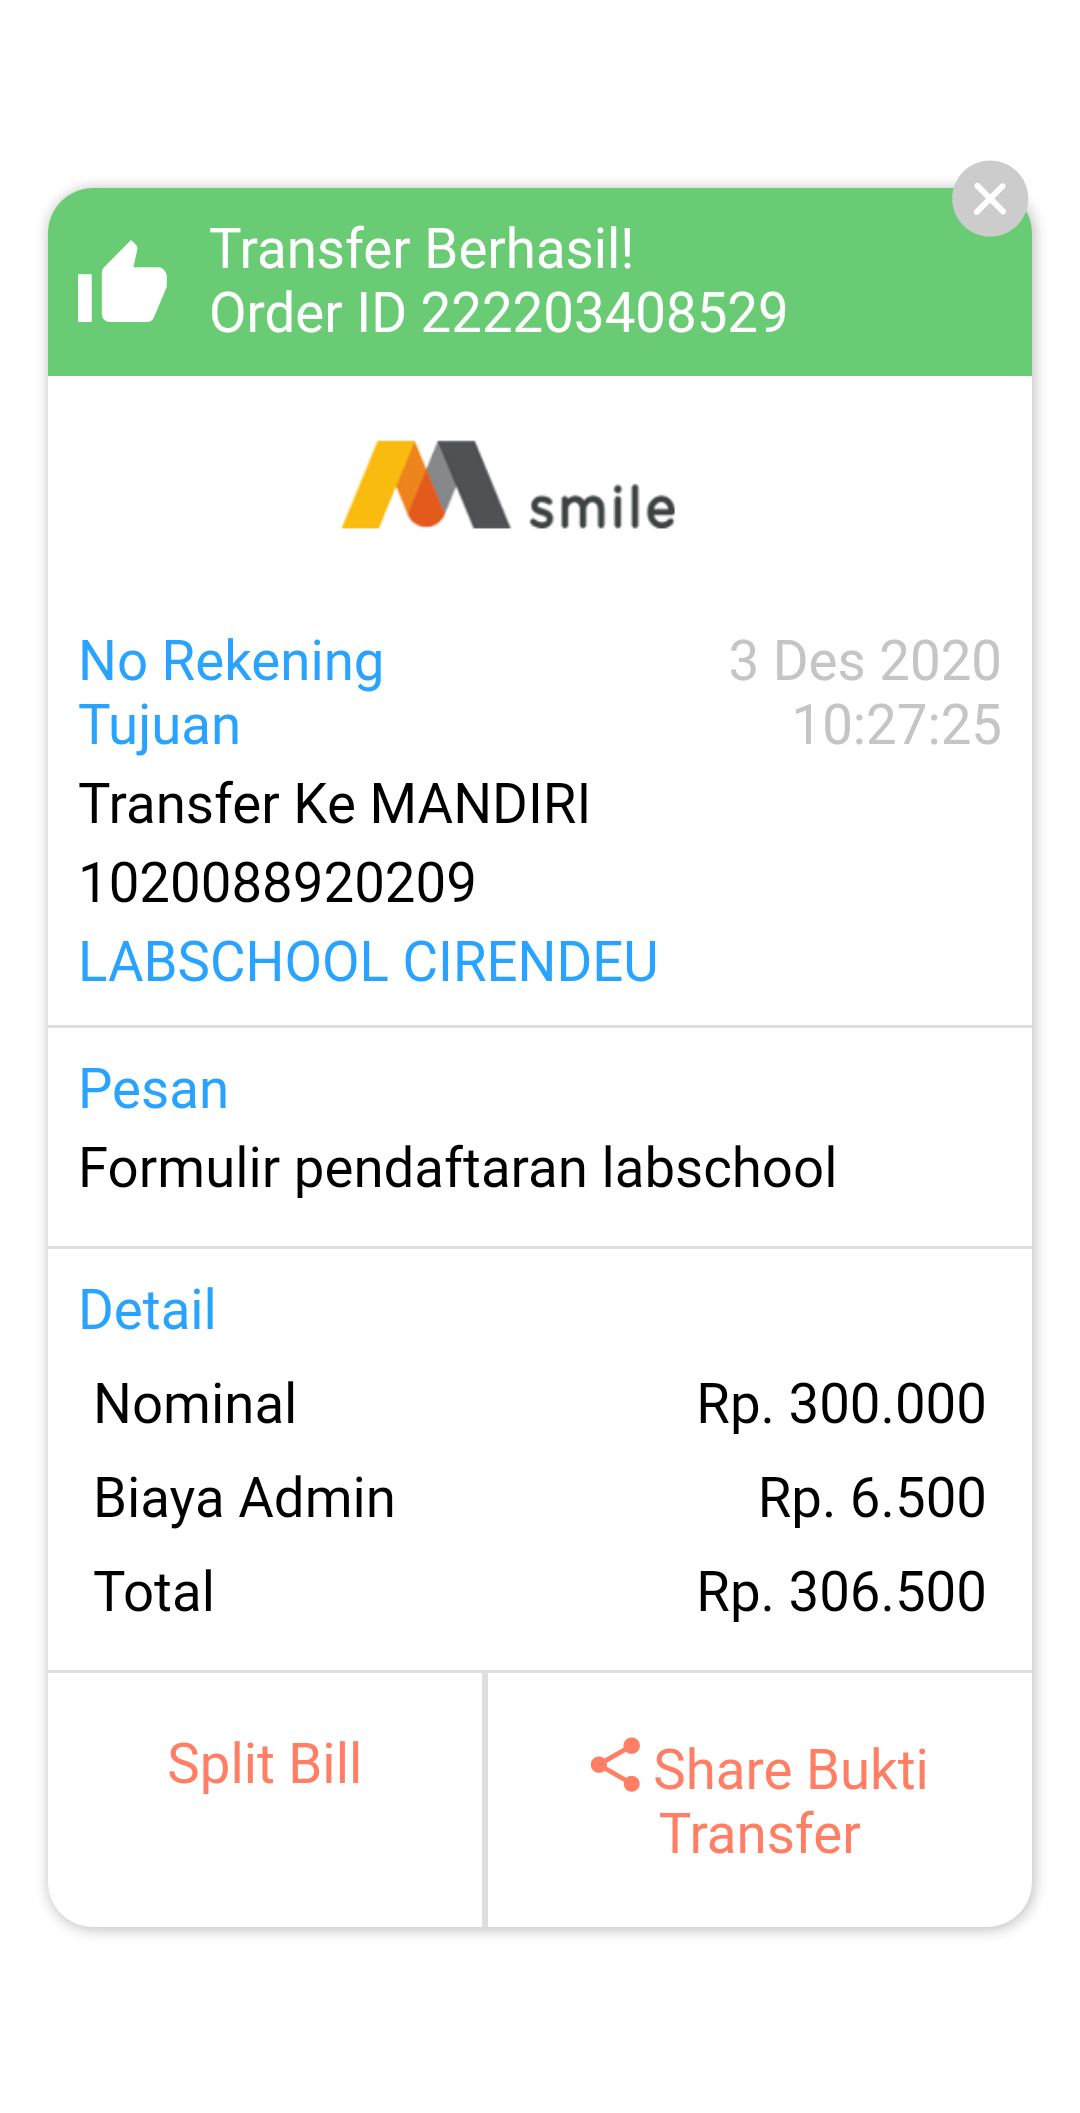 Transfer Berhasil!
Order ID 222203408529
smile
No Rekening
Tujuan
3 Des 2020
10:27:25
Transfer Ke MANDIRI
1020088920209
LABSCHOOL CIRENDEU
Pesan
Formulir pendaftaran labschool
Detail
Nominal Rp. 300.000
Biaya Admin Rp. 6.500
Total Rp. 306.500
Split Bill
Share Bukti
Transfer